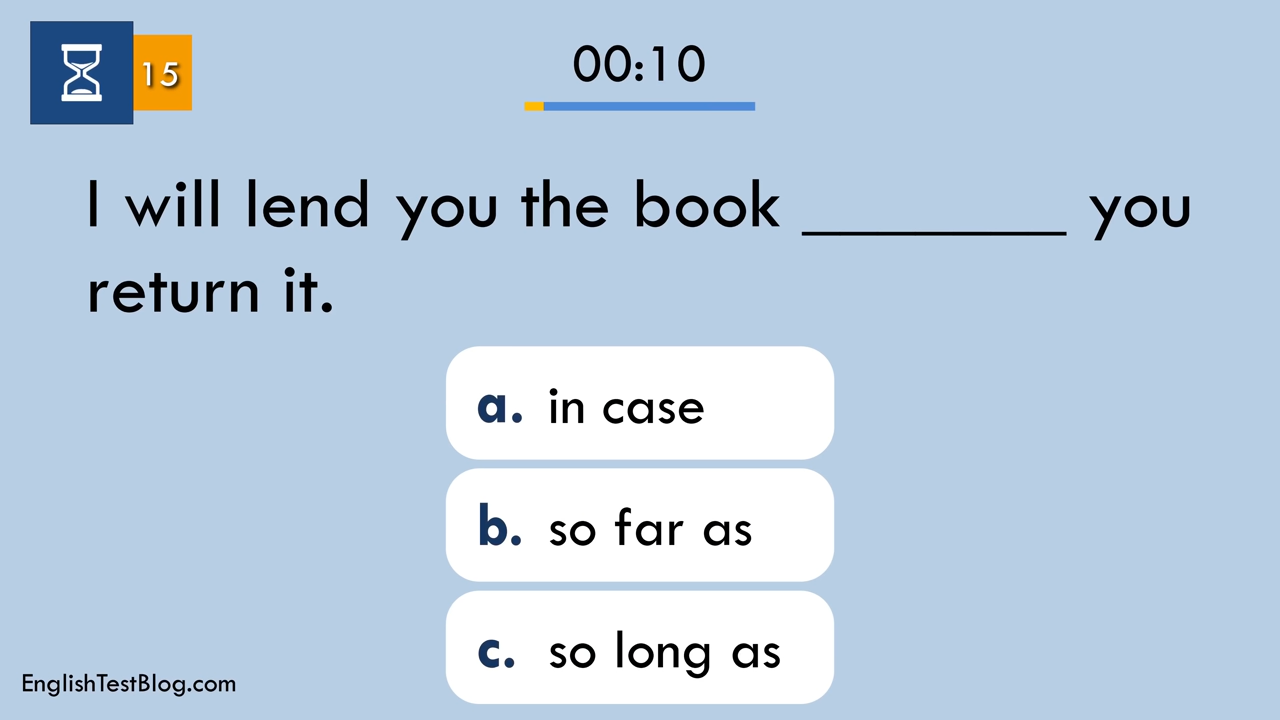 15
00:10
I will lend you the book ________ you
return it.
a. in case
b. so far as
c. so long as
EnglishTestBlog.com